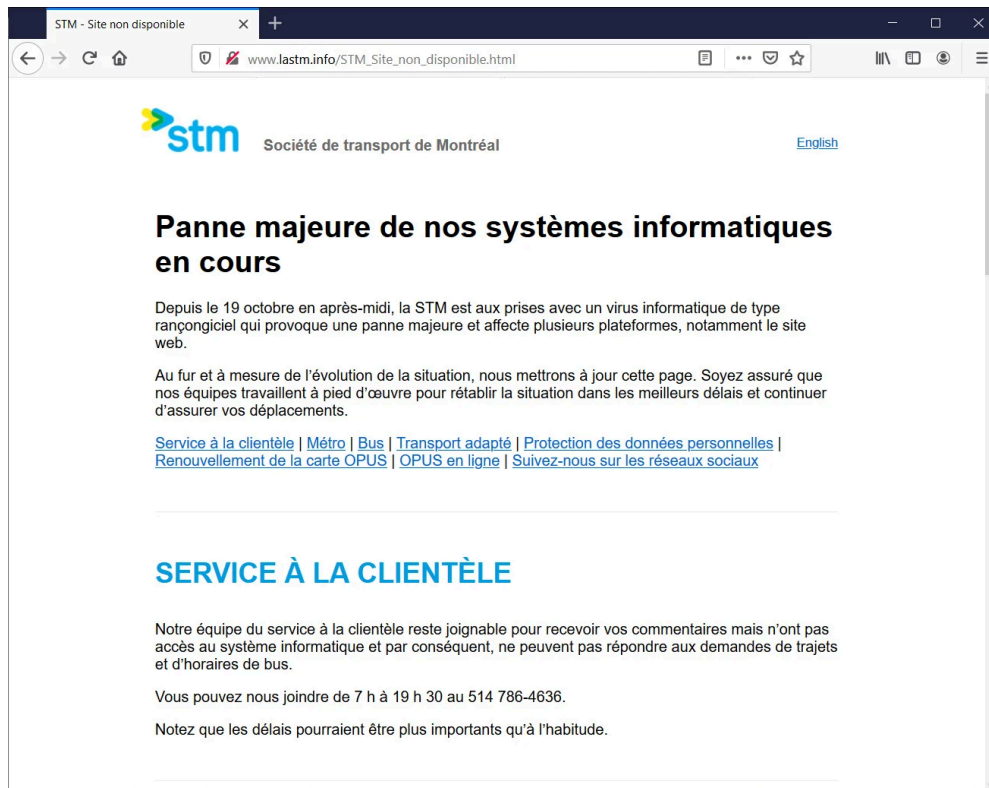 STM - Site non disponible
www.lastm.info/STM_Site_non_disponible.html
stm
Société de transport de Montréal
English
Panne majeure de nos systèmes informatiques
en cours
Depuis le 19 octobre en après-midi, la STM est aux prises avec un virus informatique de type
rançongiciel qui provoque une panne majeure et affecte plusieurs plateformes, notamment le site
web.
Au fur et à mesure de l’évolution de la situation, nous mettrons à jour cette page. Soyez assuré que
nos équipes travaillent à pied d’œuvre pour rétablir la situation dans les meilleurs délais et continuer
d’assurer vos déplacements.
Service à la clientèle | Métro | Bus | Transport adapté | Protection des données personnelles |
Renouvellement de la carte OPUS | OPUS en ligne | Suivez-nous sur les réseaux sociaux
SERVICE À LA CLIENTÈLE
Notre équipe du service à la clientèle reste joignable pour recevoir vos commentaires mais n’ont pas
accès au système informatique et par conséquent, ne peuvent pas répondre aux demandes de trajets
et d’horaires de bus.
Vous pouvez nous joindre de 7 h à 19 h 30 au 514 786-4636.
Notez que les délais pourraient être plus importants qu’à l’habitude.